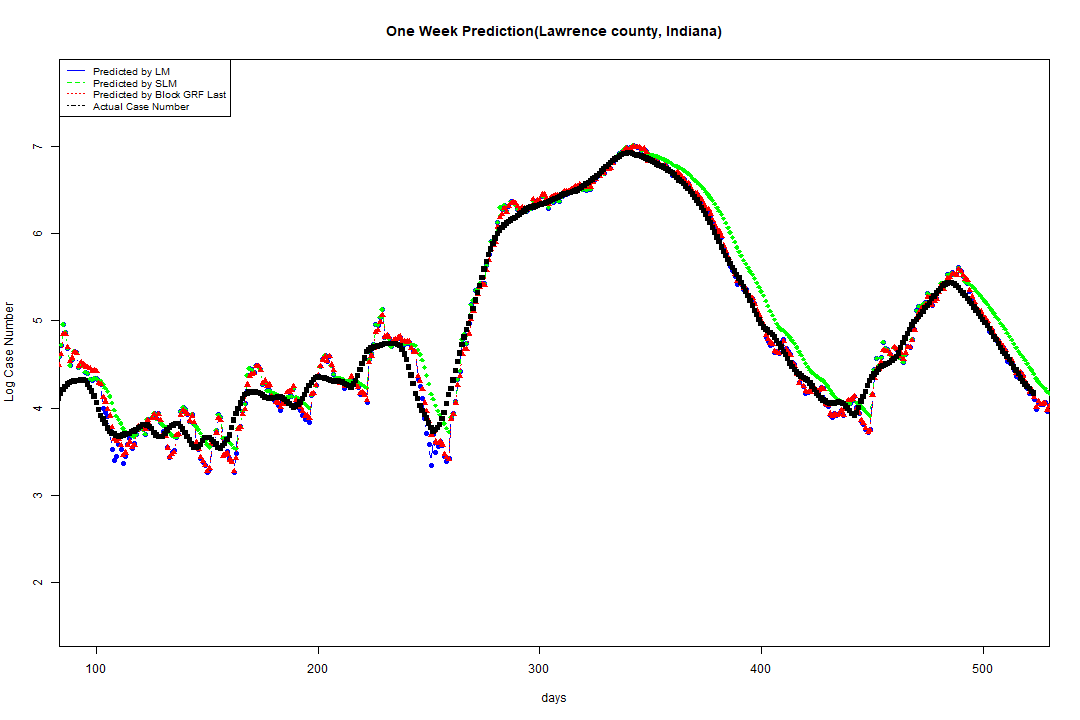 One Week Prediction(Lawrence county, Indiana)
Predicted by LM
Predicted by SLM
Predicted by Block GRF Last
Actual Case Number
7
6
5
4
3
2
Log Case Number
100 200 300 400 500
days